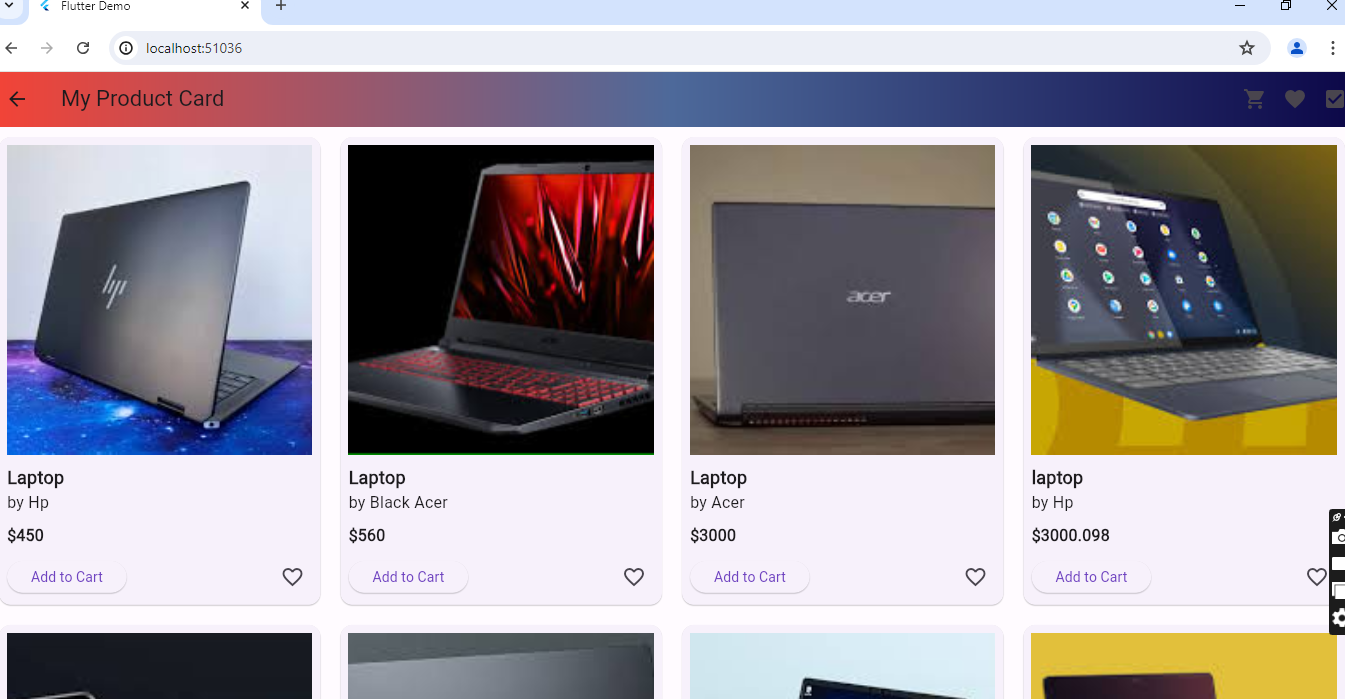 Flutter Demo
localhost:51036
My Product Card
hp
acer
Laptop
by Hp
$450
Add to Cart
Laptop
by Black Acer
$560
Add to Cart
Laptop
by Acer
$3000
Add to Cart
laptop
by Hp
$3000.098
Add to Cart